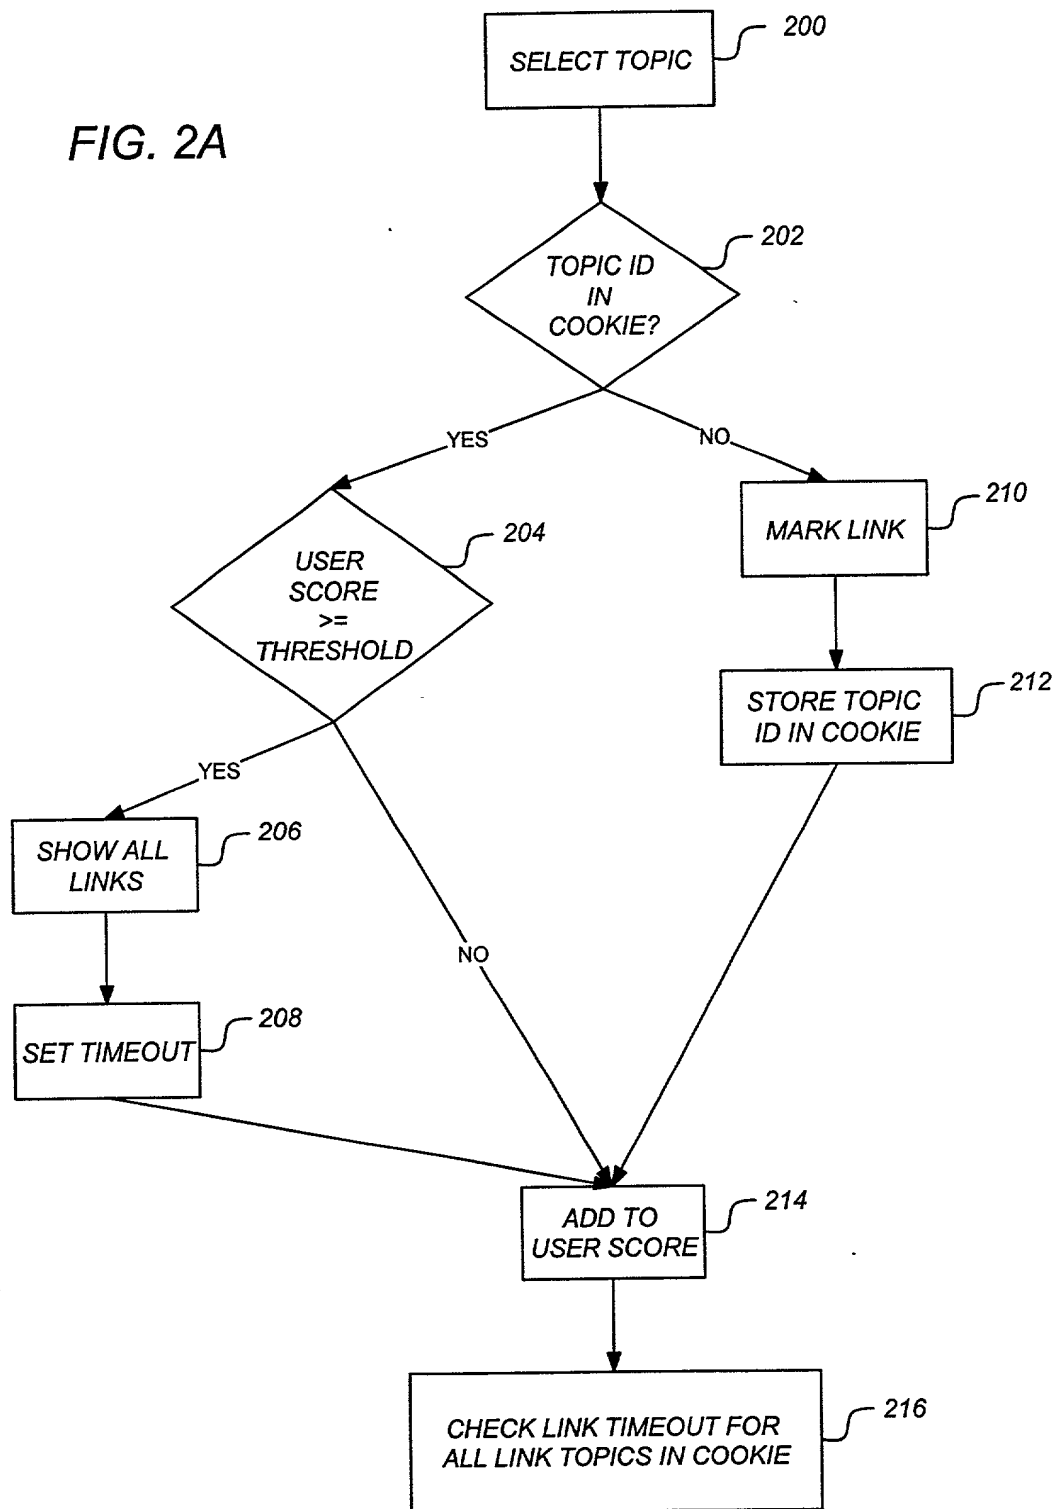 200
SELECT TOPIC
FIG. 2A
202
TOPIC ID
IN
COOKIE?
YES
NO
210
MARK LINK
204
USER
SCORE
>=
THRESHOLD
212
STORE TOPIC
ID IN COOKIE
YES
206
SHOW ALL
LINKS
NO
208
SET TIMEOUT
214
ADD TO
USER SCORE
216
CHECK LINK TIMEOUT FOR
ALL LINK TOPICS IN COOKIE